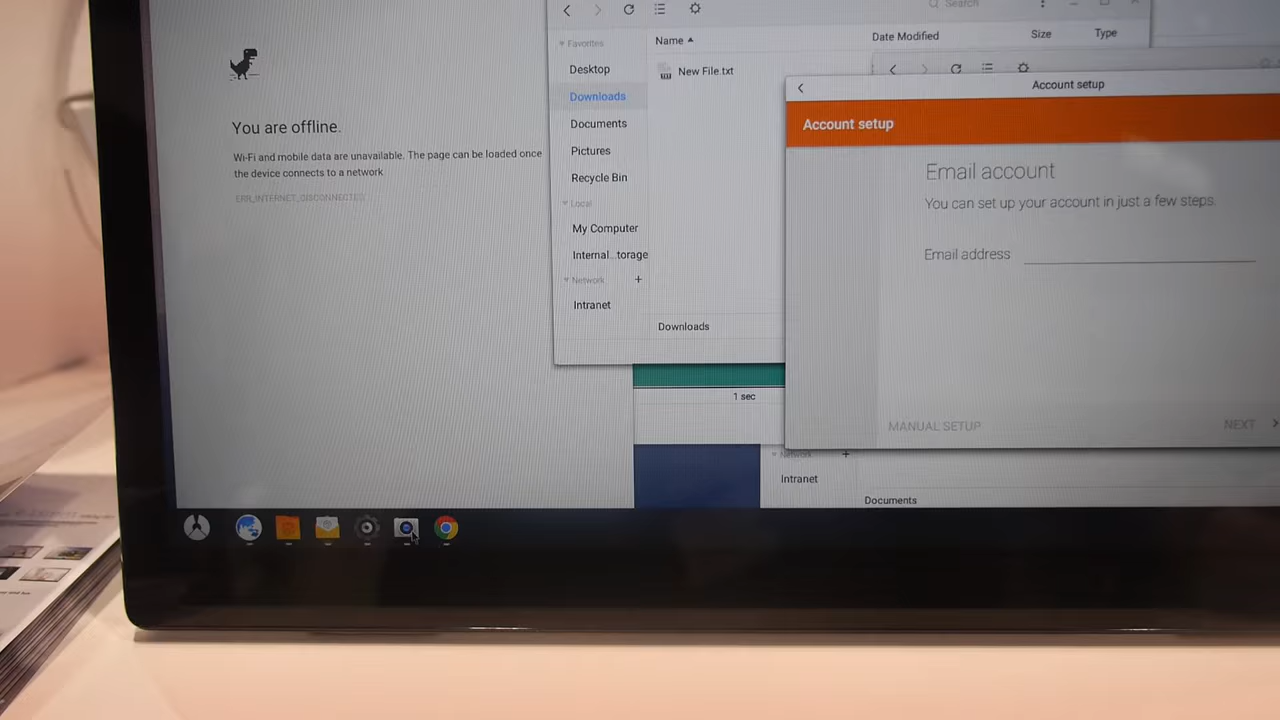 You are offline.
Wi-Fi and mobile data are unavailable. The page can be loaded once
the device connects to a network
ERR_INTERNET_DISCONNECTED
Search
Favorites
Desktop
Downloads
Documents
Pictures
Recycle Bin
Local
My Computer
Internal...torage
Network +
Intranet
Name
Date Modified
Size
Type
New File.txt
Downloads
1 sec
Account setup
Account setup
Email account
You can set up your account in just a few steps.
Email address
MANUAL SETUP
NEXT
Network +
Intranet
Documents